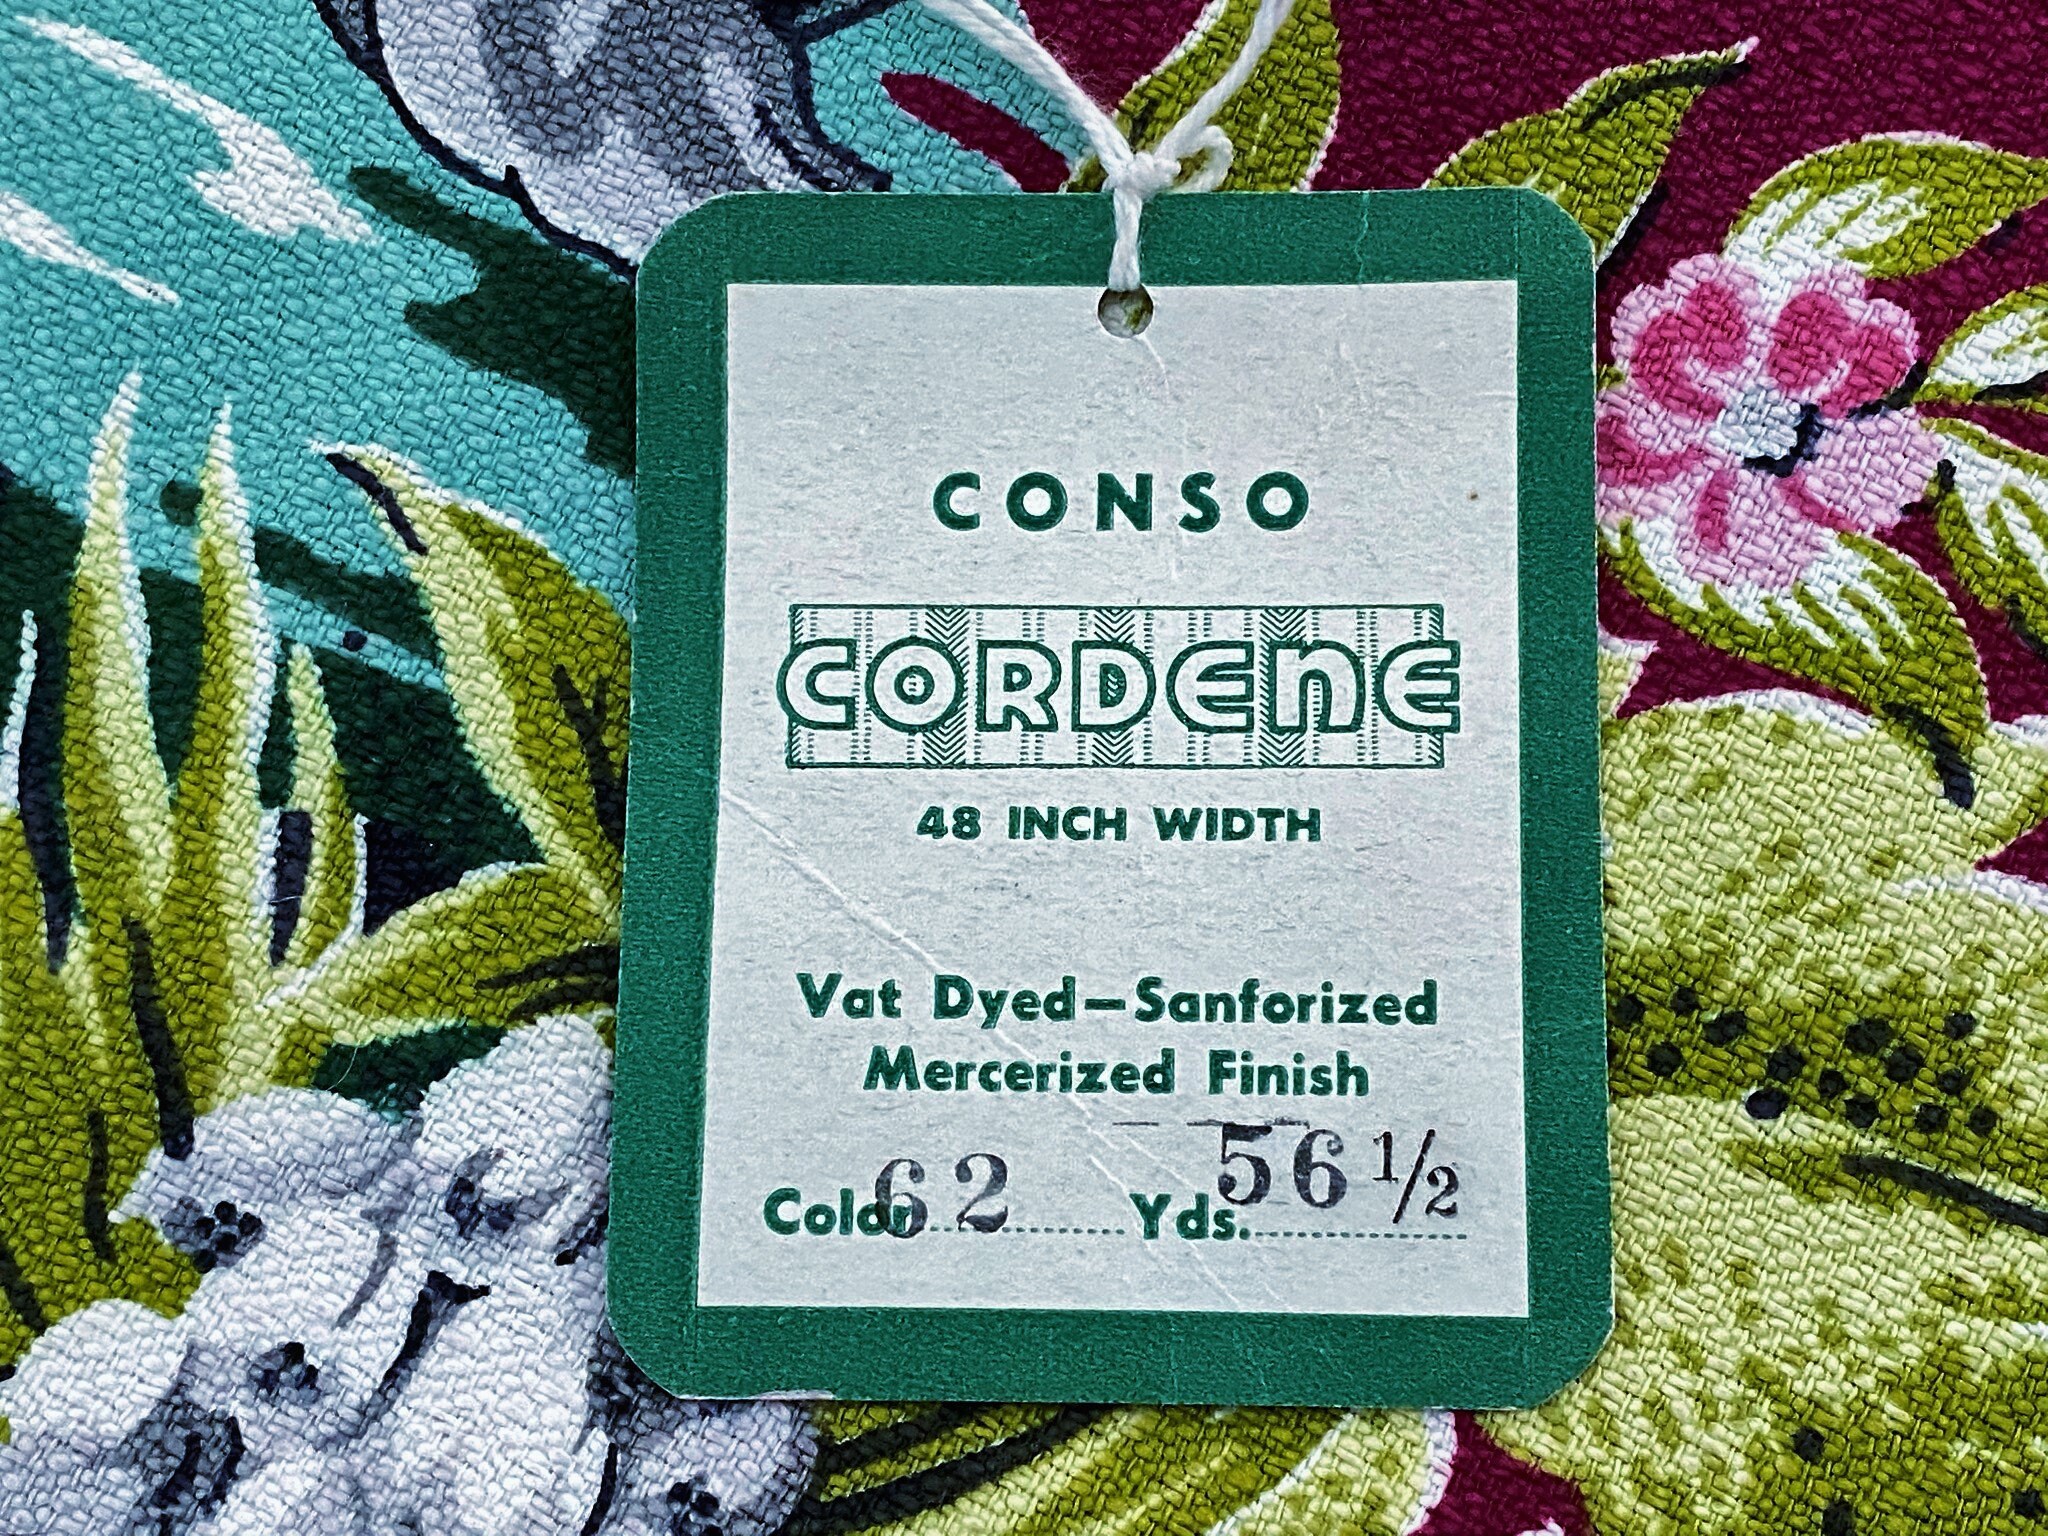 CONSO
CORDENE
48 INCH WIDTH
Vat Dyed—Sanforized
Mercerized Finish
Color 62 Yds. 56 1/2